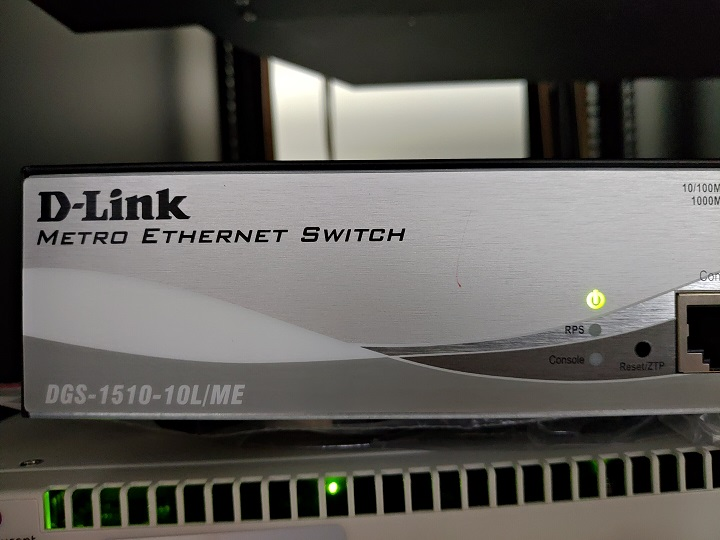 D-Link
METRO ETHERNET SWITCH
10/100M
1000M
RPS
Console
Reset/ZTP
DGS-1510-10L/ME